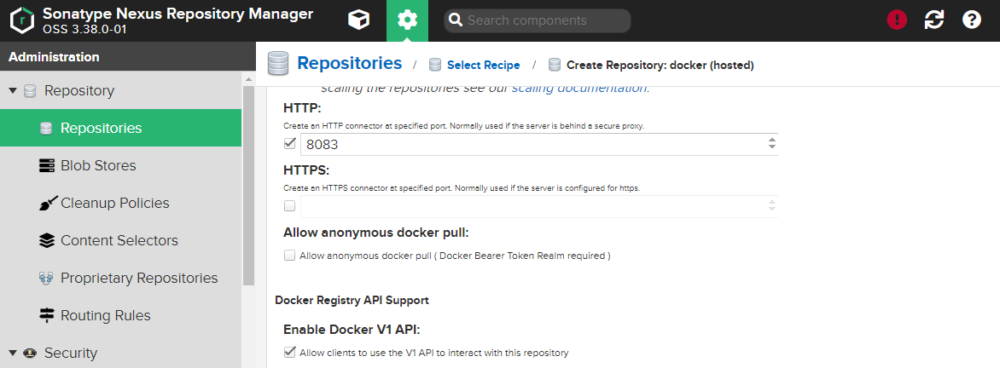 Sonatype Nexus Repository Manager
OSS 3.38.0-01
Search components
Administration
Repositories / Select Recipe / Create Repository: docker (hosted)
Repository
Repositories
Blob Stores
Cleanup Policies
Content Selectors
Proprietary Repositories
Routing Rules
Security
scaling the repositories see our scaling documentation.
HTTP:
Create an HTTP connector at specified port. Normally used if the server is behind a secure proxy.
8083
HTTPS:
Create an HTTPS connector at specified port. Normally used if the server is configured for https.
Allow anonymous docker pull:
Allow anonymous docker pull ( Docker Bearer Token Realm required )
Docker Registry API Support
Enable Docker V1 API:
Allow clients to use the V1 API to interact with this repository